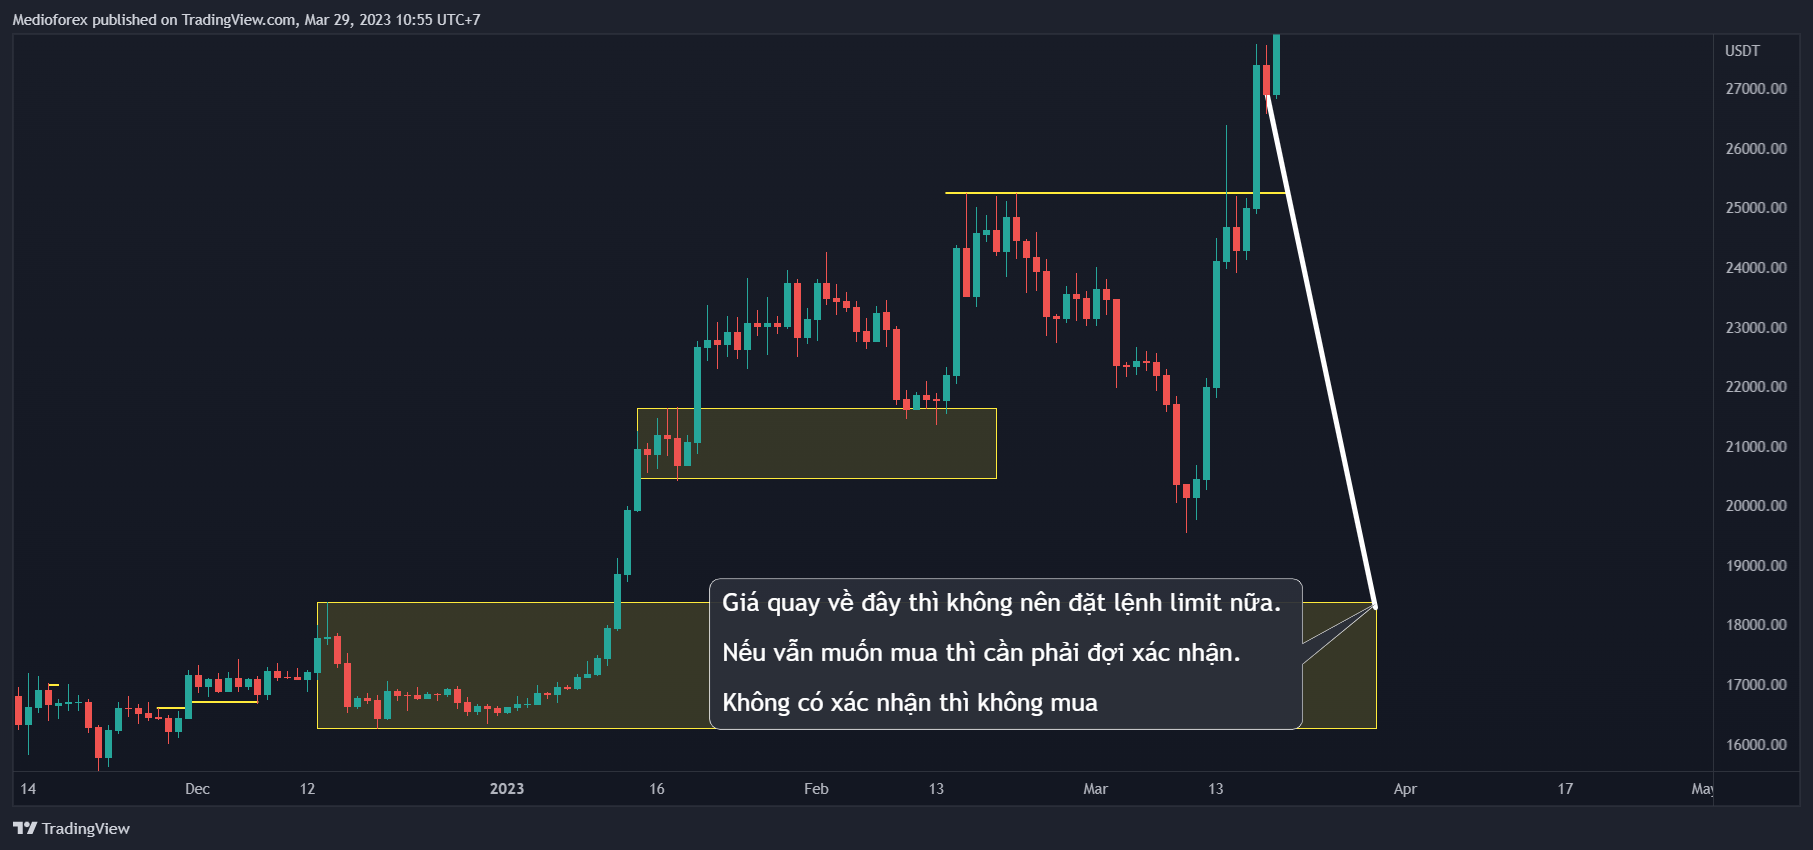 Medioforex published on TradingView.com, Mar 29, 2023 10:55 UTC+7
USDT
27000.00
26000.00
25000.00
24000.00
23000.00
22000.00
21000.00
20000.00
19000.00
18000.00
17000.00
16000.00
Giá quay về đây thì không nên đặt lệnh limit nữa.
Nếu vẫn muốn mua thì cần phải đợi xác nhận.
Không có xác nhận thì không mua
14 Dec 12 2023 16 Feb 13 Mar 13 Apr 17 May
TradingView